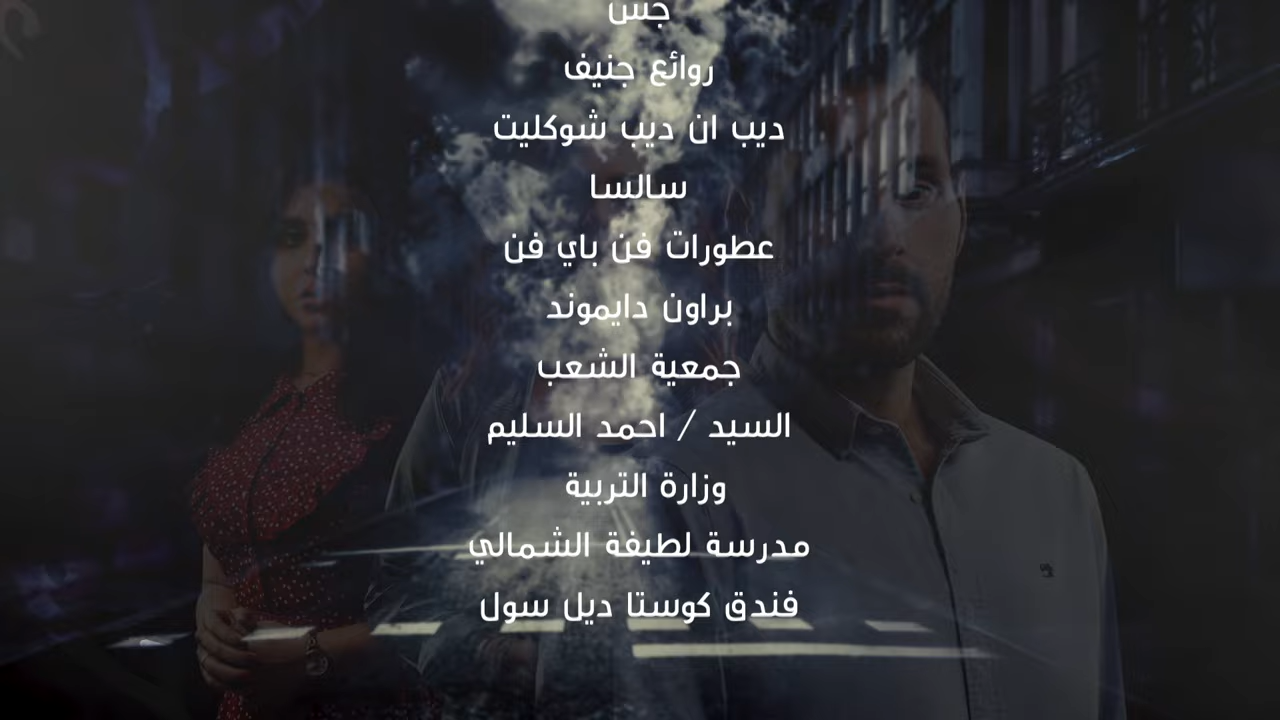 جس
روائع جنيف
ديب ان ديب شوكليت
سالسا
عطورات فن باي فن
براون دايموند
جمعية الشعب
السيد / احمد السليم
وزارة التربية
مدرسة لطيفة الشمالي
فندق كوستا ديل سول